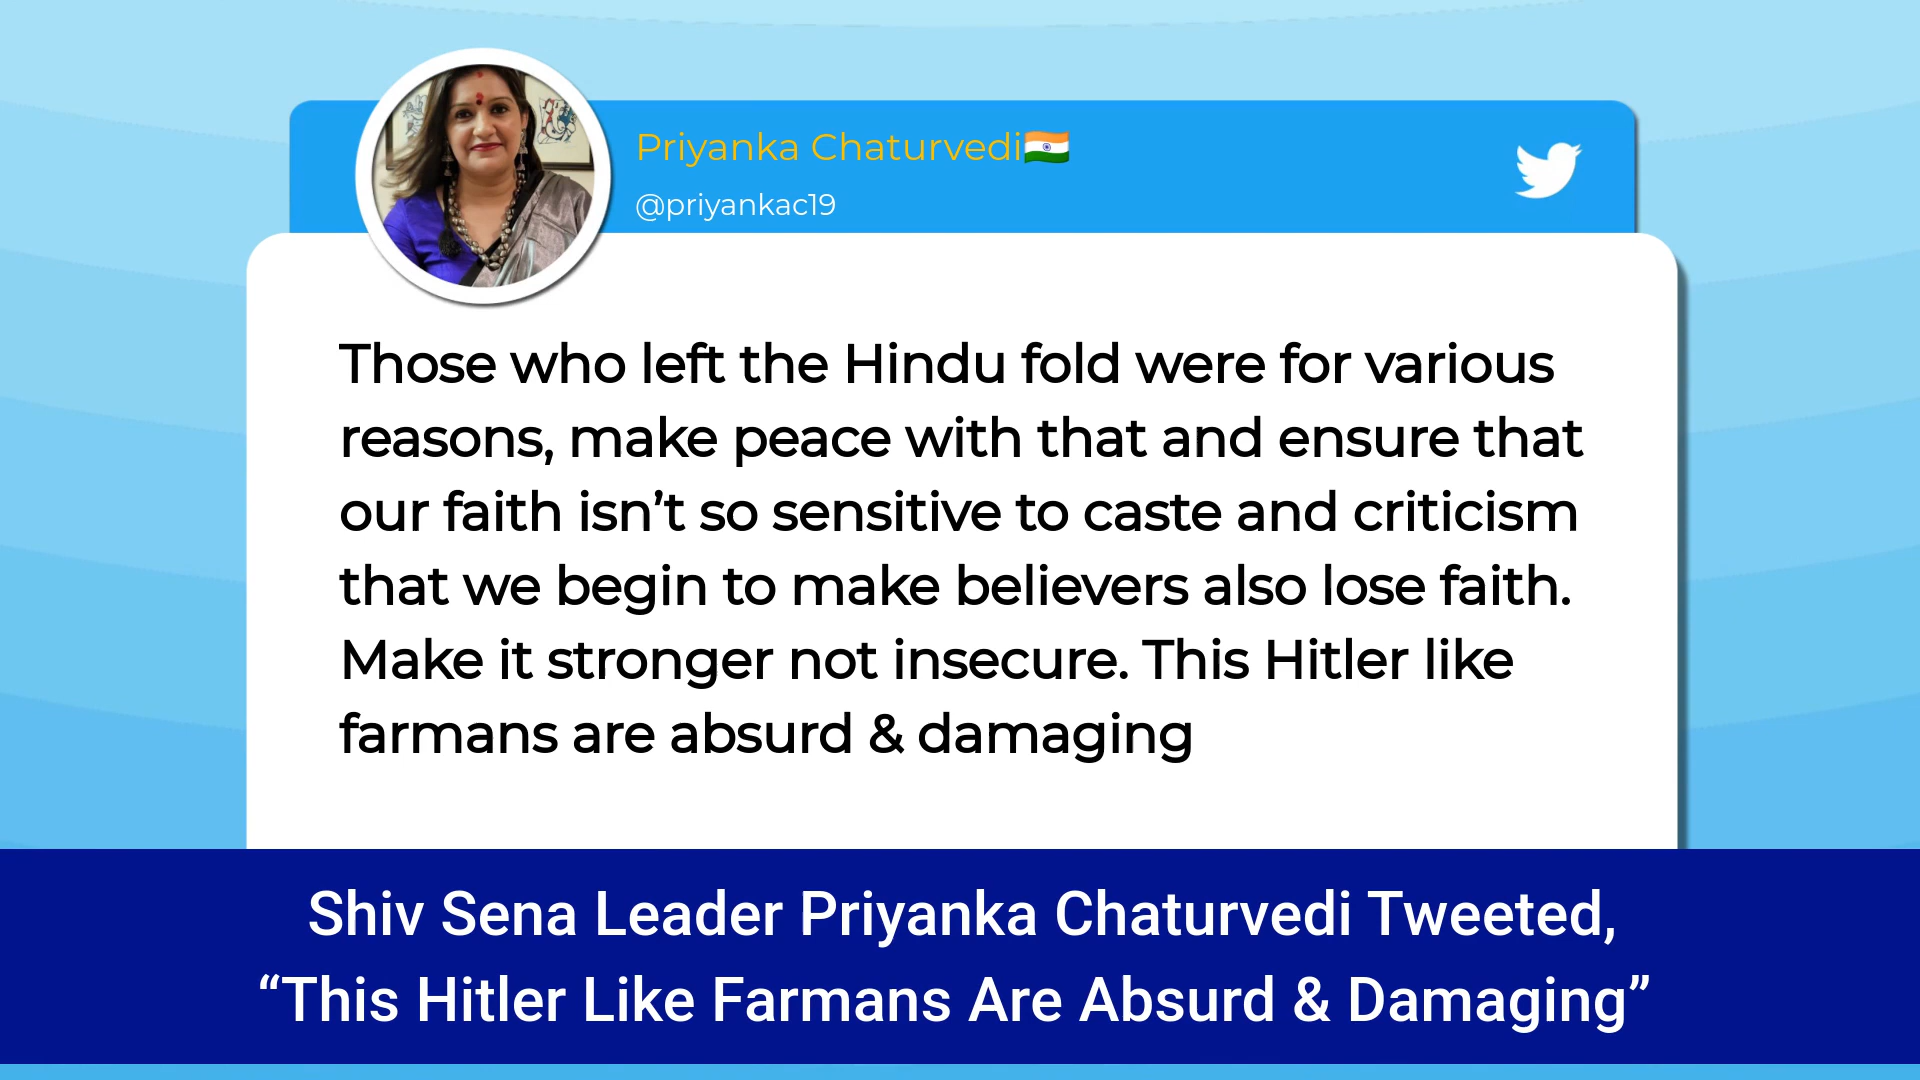 Priyanka Chaturvedi🇮🇳
@priyankac19
Those who left the Hindu fold were for various
reasons, make peace with that and ensure that
our faith isn’t so sensitive to caste and criticism
that we begin to make believers also lose faith.
Make it stronger not insecure. This Hitler like
farmans are absurd & damaging
Shiv Sena Leader Priyanka Chaturvedi Tweeted,
“This Hitler Like Farmans Are Absurd & Damaging”